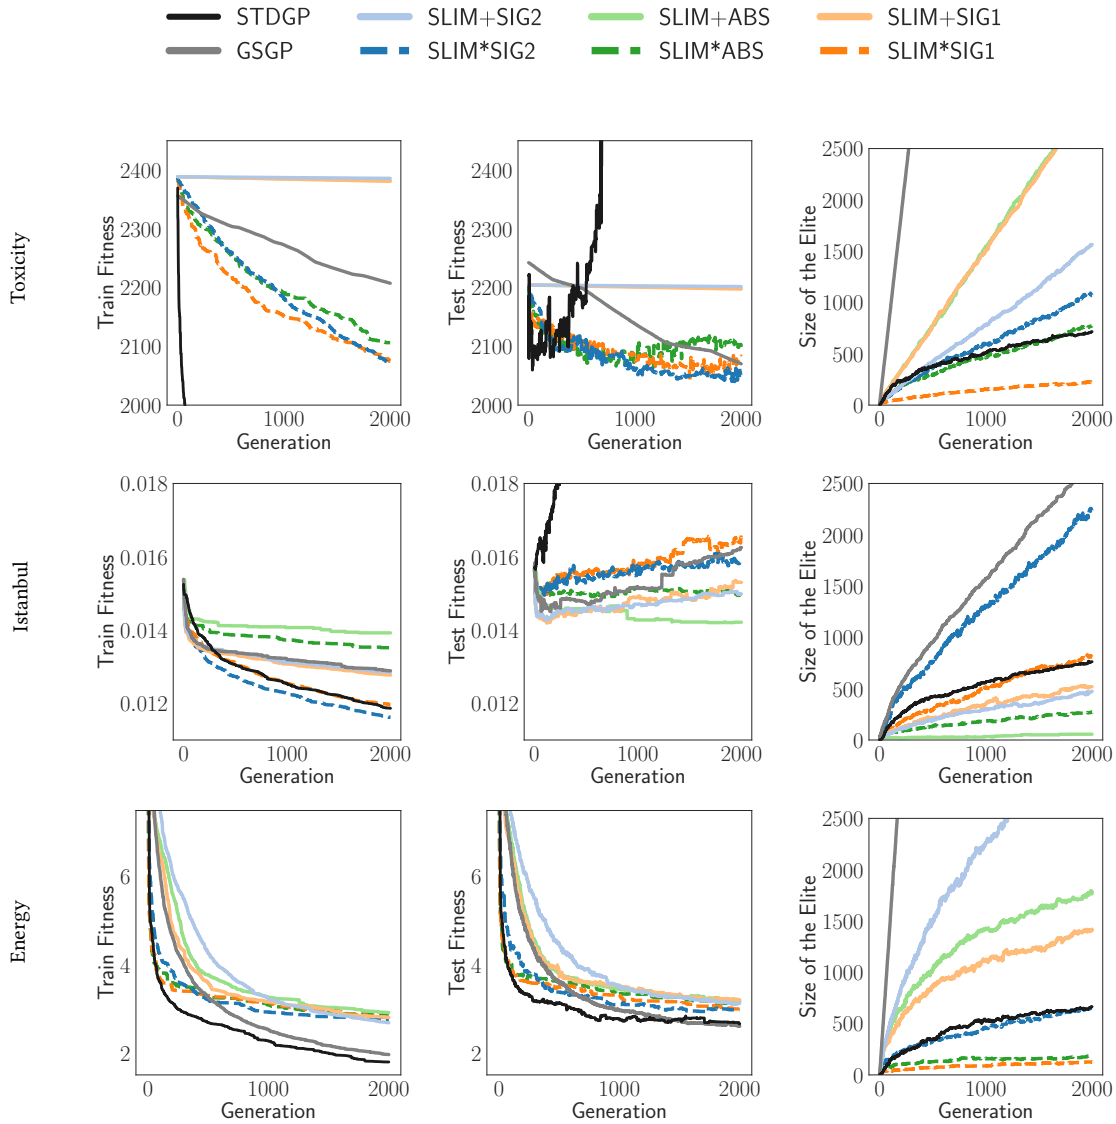 STDGP SLIM+SIG2 SLIM+ABS SLIM+SIG1
GSGP SLIM*SIG2 SLIM*ABS SLIM*SIG1
Toxicity
Train Fitness
2400
2300
2200
2100
2000
0 1000 2000
Generation
Test Fitness
2400
2300
2200
2100
2000
0 1000 2000
Generation
Size of the Elite
2500
2000
1500
1000
500
0
0 1000 2000
Generation
Istanbul
Train Fitness
0.018
0.016
0.014
0.012
0 1000 2000
Generation
Test Fitness
0.018
0.016
0.014
0.012
0 1000 2000
Generation
Size of the Elite
2500
2000
1500
1000
500
0
0 1000 2000
Generation
Energy
Train Fitness
6
4
2
0 1000 2000
Generation
Test Fitness
6
4
2
0 1000 2000
Generation
Size of the Elite
2500
2000
1500
1000
500
0
0 1000 2000
Generation